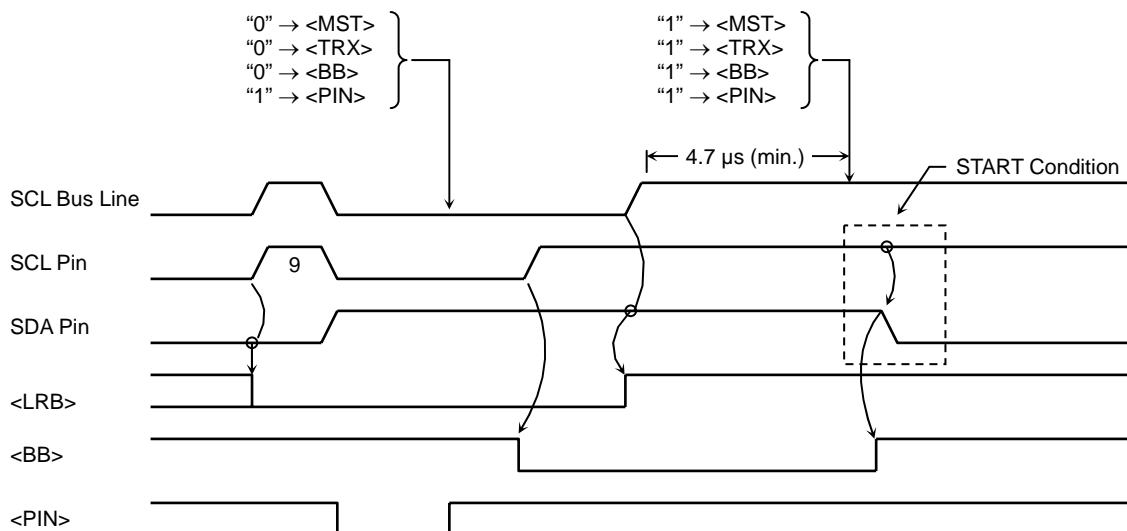 “0” → <MST>
“0” → <TRX>
“0” → <BB>
“1” → <PIN>
“1” → <MST>
“1” → <TRX>
“1” → <BB>
“1” → <PIN>
4.7 μs (min.)
START Condition
SCL Bus Line
SCL Pin
9
SDA Pin
<LRB>
<BB>
<PIN>